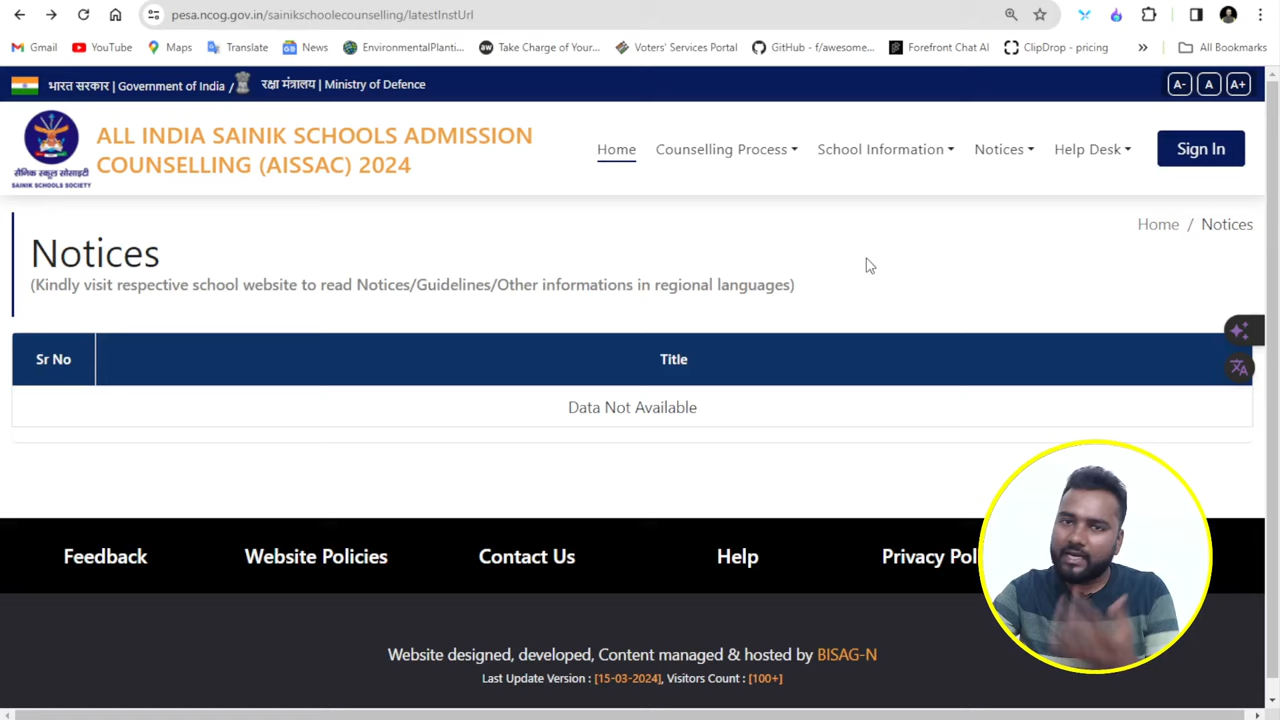 pesa.ncog.gov.in/sainikschoolecounselling/latestInstUrl
Gmail YouTube Maps Translate News EnvironmentalPlanti... Take Charge of Your... Voters' Services Portal GitHub - f/awesome... Forefront Chat AI ClipDrop - pricing » All Bookmarks
भारत सरकार | Government of India / रक्षा मंत्रालय | Ministry of Defence A- A A+
ALL INDIA SAINIK SCHOOLS ADMISSION
COUNSELLING (AISSAC) 2024
सैनिक स्कूल सोसाइटी
SAINIK SCHOOLS SOCIETY
Home Counselling Process School Information Notices Help Desk Sign In
Home / Notices
Notices
(Kindly visit respective school website to read Notices/Guidelines/Other informations in regional languages)
Sr No Title
Data Not Available
Feedback Website Policies Contact Us Help Privacy Pol
Website designed, developed, Content managed & hosted by BISAG-N
Last Update Version : [15-03-2024], Visitors Count : [100+]